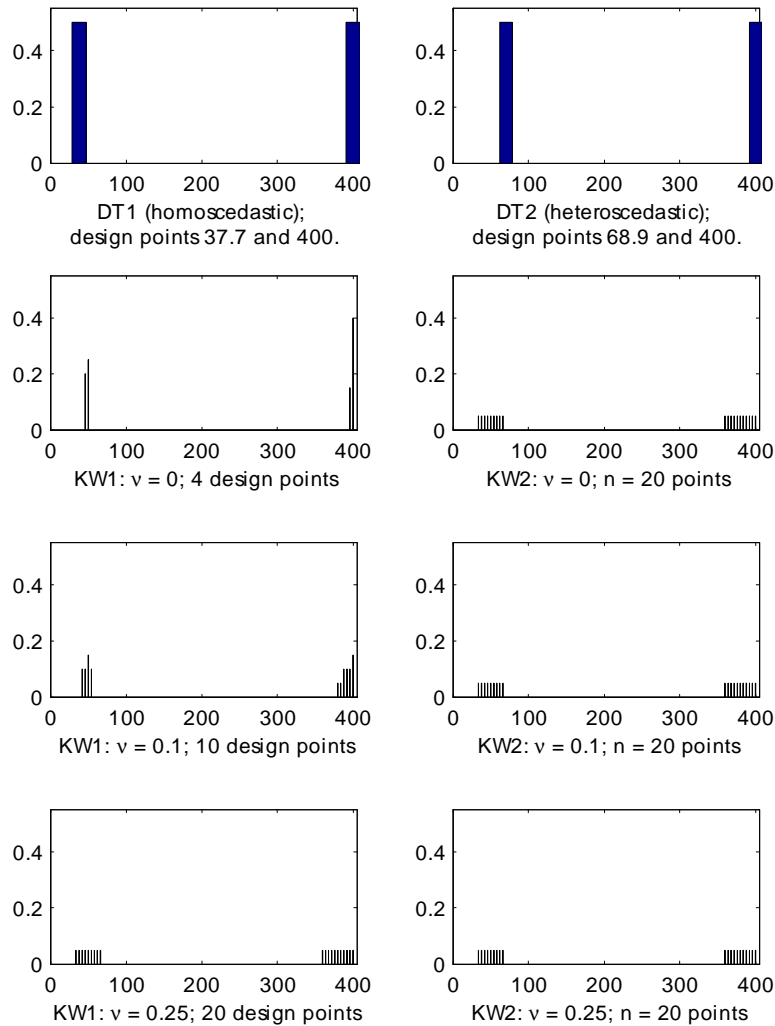 0.4
0.2
0
0 100 200 300 400
DT1 (homoscedastic);
design points 37.7 and 400.
0.4
0.2
0
0 100 200 300 400
DT2 (heteroscedastic);
design points 68.9 and 400.
0.4
0.2
0
0 100 200 300 400
KW1: ν = 0; 4 design points
0.4
0.2
0
0 100 200 300 400
KW2: ν = 0; n = 20 points
0.4
0.2
0
0 100 200 300 400
KW1: ν = 0.1; 10 design points
0.4
0.2
0
0 100 200 300 400
KW2: ν = 0.1; n = 20 points
0.4
0.2
0
0 100 200 300 400
KW1: ν = 0.25; 20 design points
0.4
0.2
0
0 100 200 300 400
KW2: ν = 0.25; n = 20 points